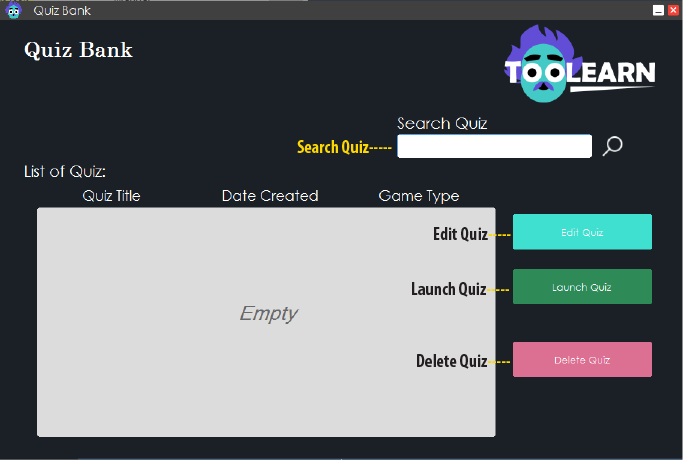 Quiz Bank
Quiz Bank
TOOLEARN
Search Quiz
Search Quiz-----
List of Quiz:
Quiz Title Date Created Game Type
Edit Quiz----- Edit Quiz
Launch Quiz----- Launch Quiz
Empty
Delete Quiz----- Delete Quiz